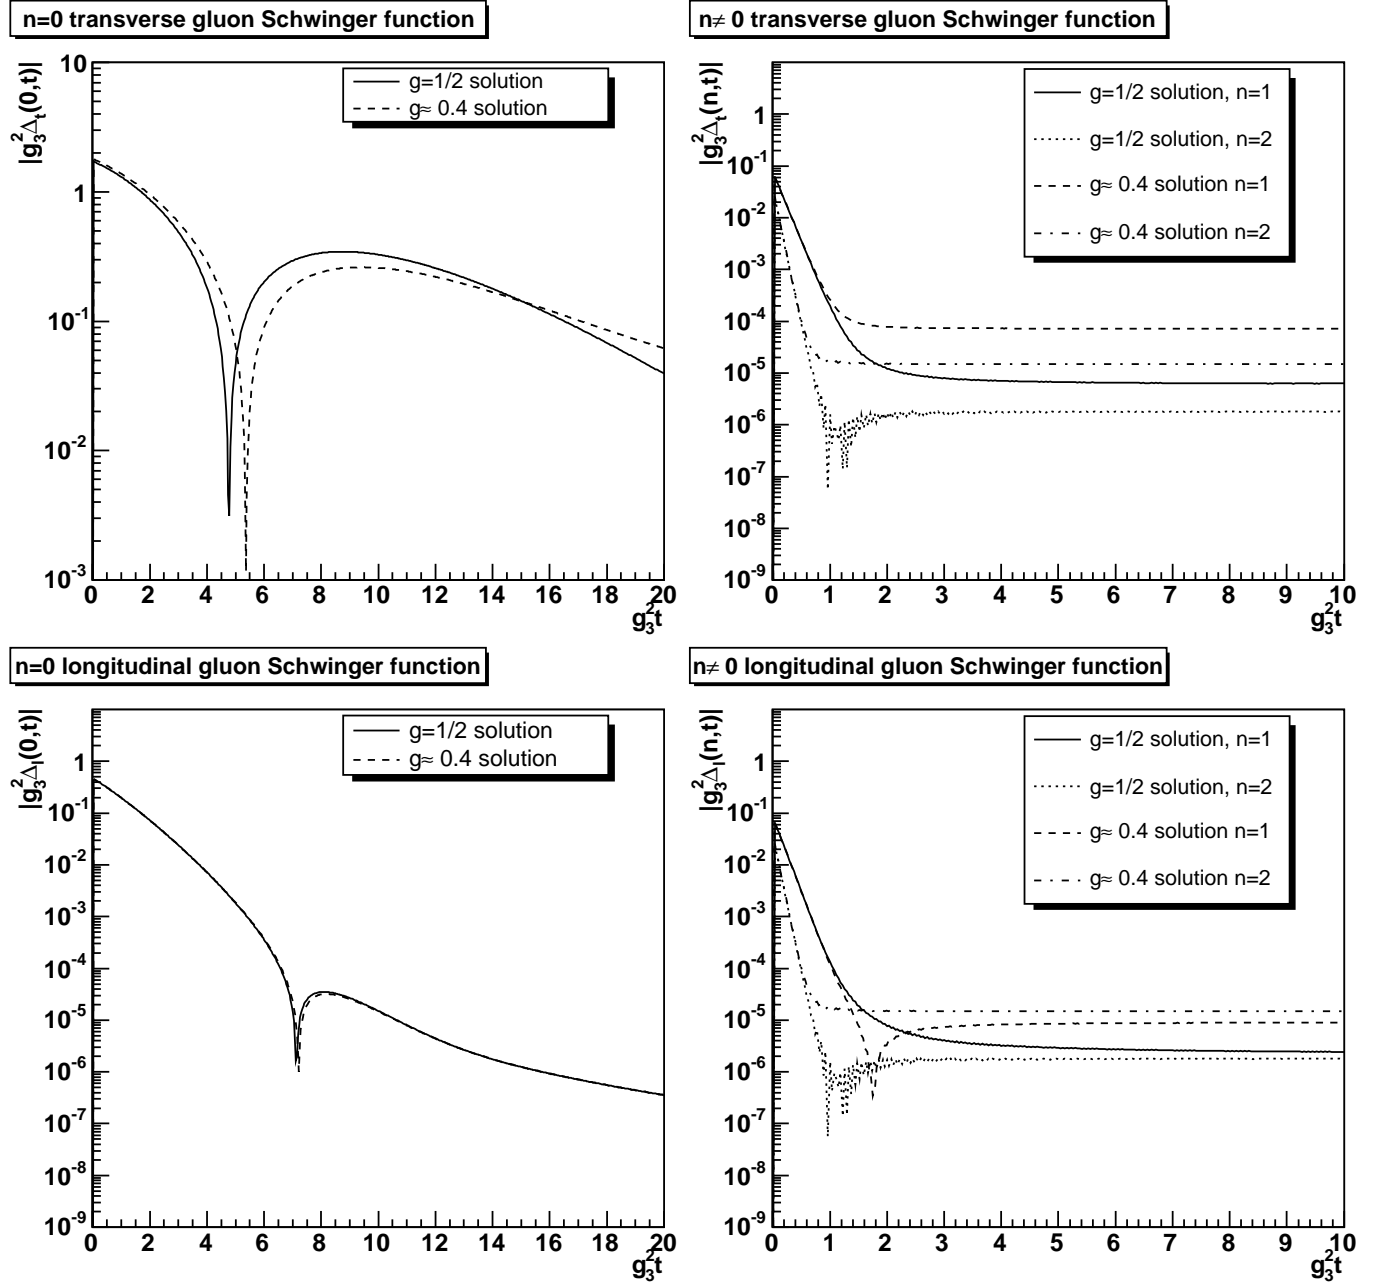 n=0 transverse gluon Schwinger function
|g₃²Δₜ(0,t)|
g=1/2 solution
g≈ 0.4 solution
10
1
10⁻¹
10⁻²
10⁻³
0 2 4 6 8 10 12 14 16 18 20
g₃²t
n≠ 0 transverse gluon Schwinger function
|g₃²Δₜ(n,t)|
g=1/2 solution, n=1
g=1/2 solution, n=2
g≈ 0.4 solution n=1
g≈ 0.4 solution n=2
1
10⁻¹
10⁻²
10⁻³
10⁻⁴
10⁻⁵
10⁻⁶
10⁻⁷
10⁻⁸
10⁻⁹
0 1 2 3 4 5 6 7 8 9 10
g₃²t
n=0 longitudinal gluon Schwinger function
|g₃²Δₗ(0,t)|
g=1/2 solution
g≈ 0.4 solution
1
10⁻¹
10⁻²
10⁻³
10⁻⁴
10⁻⁵
10⁻⁶
10⁻⁷
10⁻⁸
10⁻⁹
0 2 4 6 8 10 12 14 16 18 20
g₃²t
n≠ 0 longitudinal gluon Schwinger function
|g₃²Δₗ(n,t)|
g=1/2 solution, n=1
g=1/2 solution, n=2
g≈ 0.4 solution n=1
g≈ 0.4 solution n=2
1
10⁻¹
10⁻²
10⁻³
10⁻⁴
10⁻⁵
10⁻⁶
10⁻⁷
10⁻⁸
10⁻⁹
0 1 2 3 4 5 6 7 8 9 10
g₃²t